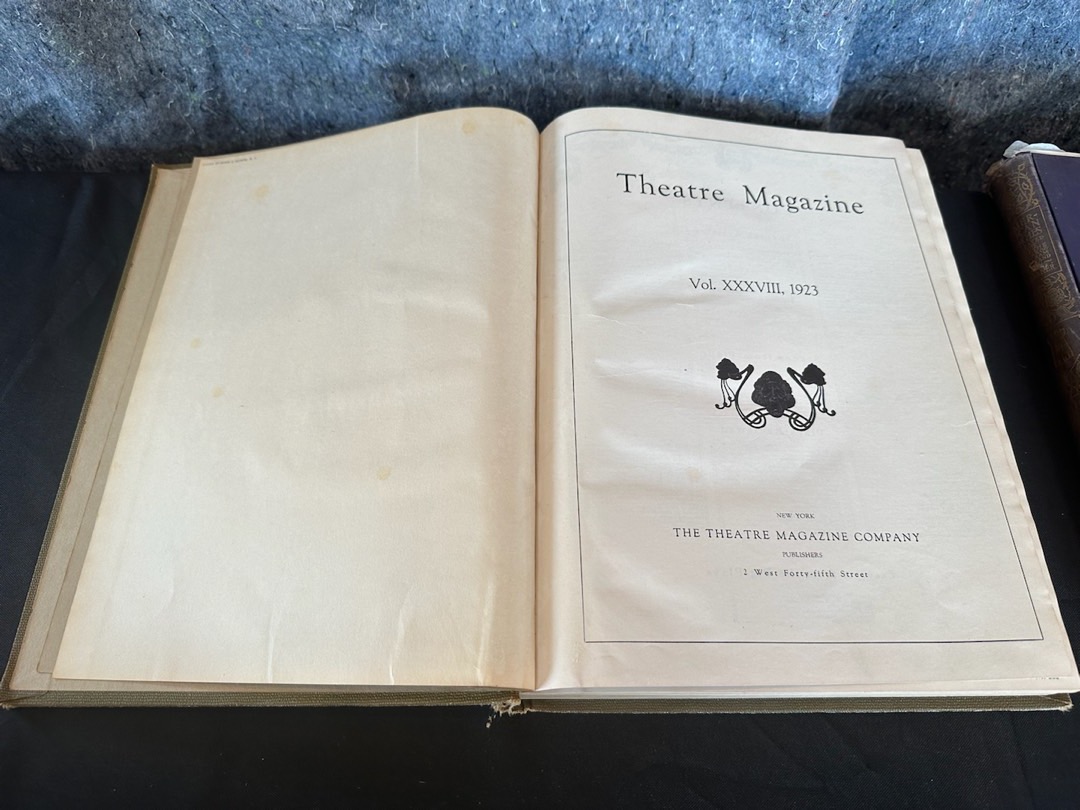 Theatre Magazine
Vol. XXXVIII, 1923
NEW YORK
THE THEATRE MAGAZINE COMPANY
PUBLISHERS
2 West Forty-fifth Street